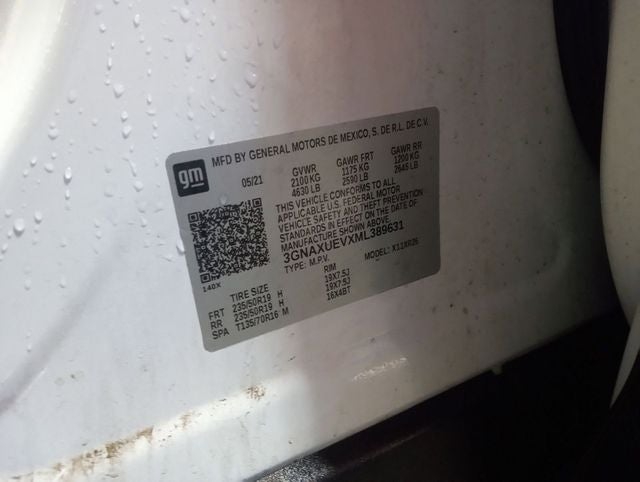 gm
MFD BY GENERAL MOTORS DE MEXICO, S. DE R.L. DE C.V.
05/21 GVWR GAWR FRT GAWR RR
2100 KG 1175 KG 1200 KG
4630 LB 2590 LB 2645 LB
THIS VEHICLE CONFORMS TO ALL
APPLICABLE U.S. FEDERAL MOTOR
VEHICLE SAFETY AND THEFT PREVENTION
STANDARDS IN EFFECT ON THE DATE OF
MANUFACTURE SHOWN ABOVE.
3GNAXUEVXML389631
TYPE: M.P.V. MODEL: X11XR26
140X
TIRE SIZE RIM
FRT 235/50R19 H 19X7.5J
RR 235/50R19 H 19X7.5J
SPA T135/70R16 M 16X4BT